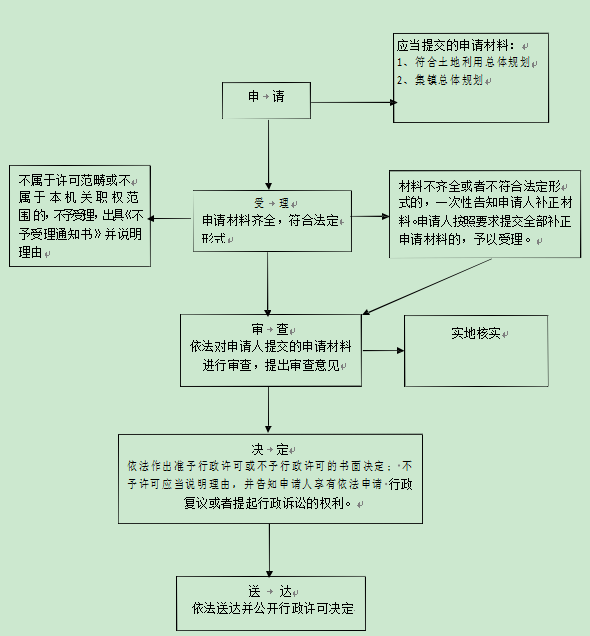 应当提交的申请材料：
1、符合土地利用总体规划
2、集镇总体规划
申请
不属于许可范畴或不
属于本机关职权范
围的，不予受理，出具《不
予受理通知书》并说明
理由
受理
申请材料齐全，符合法定
形式
材料不齐全或者不符合法定形
式的，一次性告知申请人补正材
料。申请人按照要求提交全部补正
申请材料的，予以受理。
审查
依法对申请人提交的申请材料
进行审查，提出审查意见
实地核实
决定
依法作出准予行政许可或不予行政许可的书面决定；不
予许可应当说明理由，并告知申请人享有依法申请行政
复议或者提起行政诉讼的权利。
送达
依法送达并公开行政许可决定